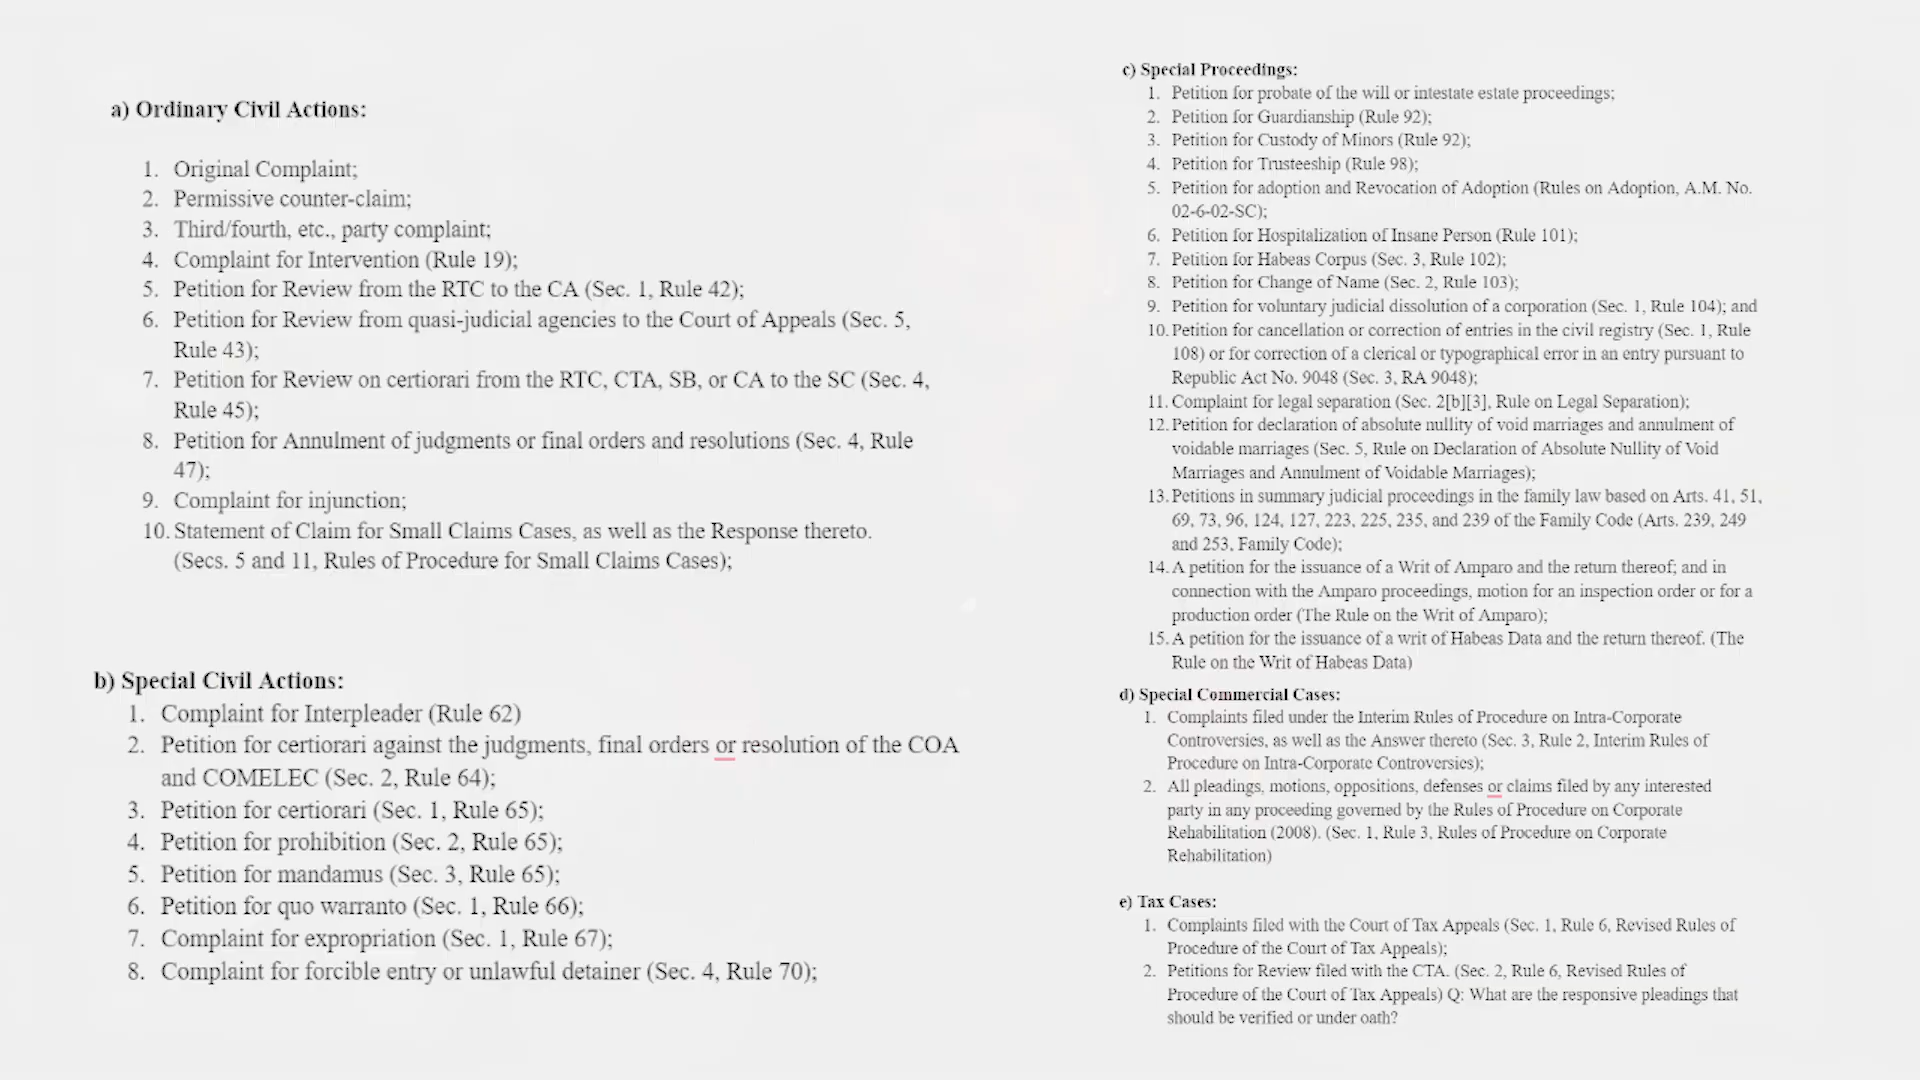 a) Ordinary Civil Actions:
1. Original Complaint;
2. Permissive counter-claim;
3. Third/fourth, etc., party complaint;
4. Complaint for Intervention (Rule 19);
5. Petition for Review from the RTC to the CA (Sec. 1, Rule 42);
6. Petition for Review from quasi-judicial agencies to the Court of Appeals (Sec. 5,
Rule 43);
7. Petition for Review on certiorari from the RTC, CTA, SB, or CA to the SC (Sec. 4,
Rule 45);
8. Petition for Annulment of judgments or final orders and resolutions (Sec. 4, Rule
47);
9. Complaint for injunction;
10. Statement of Claim for Small Claims Cases, as well as the Response thereto.
(Secs. 5 and 11, Rules of Procedure for Small Claims Cases);
b) Special Civil Actions:
1. Complaint for Interpleader (Rule 62)
2. Petition for certiorari against the judgments, final orders or resolution of the COA
and COMELEC (Sec. 2, Rule 64);
3. Petition for certiorari (Sec. 1, Rule 65);
4. Petition for prohibition (Sec. 2, Rule 65);
5. Petition for mandamus (Sec. 3, Rule 65);
6. Petition for quo warranto (Sec. 1, Rule 66);
7. Complaint for expropriation (Sec. 1, Rule 67);
8. Complaint for forcible entry or unlawful detainer (Sec. 4, Rule 70);
c) Special Proceedings:
1. Petition for probate of the will or intestate estate proceedings;
2. Petition for Guardianship (Rule 92);
3. Petition for Custody of Minors (Rule 92);
4. Petition for Trusteeship (Rule 98);
5. Petition for adoption and Revocation of Adoption (Rules on Adoption, A.M. No.
02-6-02-SC);
6. Petition for Hospitalization of Insane Person (Rule 101);
7. Petition for Habeas Corpus (Sec. 3, Rule 102);
8. Petition for Change of Name (Sec. 2, Rule 103);
9. Petition for voluntary judicial dissolution of a corporation (Sec. 1, Rule 104); and
10. Petition for cancellation or correction of entries in the civil registry (Sec. 1, Rule
108) or for correction of a clerical or typographical error in an entry pursuant to
Republic Act No. 9048 (Sec. 3, RA 9048);
11. Complaint for legal separation (Sec. 2[b][3], Rule on Legal Separation);
12. Petition for declaration of absolute nullity of void marriages and annulment of
voidable marriages (Sec. 5, Rule on Declaration of Absolute Nullity of Void
Marriages and Annulment of Voidable Marriages);
13. Petitions in summary judicial proceedings in the family law based on Arts. 41, 51,
69, 73, 96, 124, 127, 223, 225, 235, and 239 of the Family Code (Arts. 239, 249
and 253, Family Code);
14. A petition for the issuance of a Writ of Amparo and the return thereof; and in
connection with the Amparo proceedings, motion for an inspection order or for a
production order (The Rule on the Writ of Amparo);
15. A petition for the issuance of a writ of Habeas Data and the return thereof. (The
Rule on the Writ of Habeas Data)
d) Special Commercial Cases:
1. Complaints filed under the Interim Rules of Procedure on Intra-Corporate
Controversies, as well as the Answer thereto (Sec. 3, Rule 2, Interim Rules of
Procedure on Intra-Corporate Controversies);
2. All pleadings, motions, oppositions, defenses or claims filed by any interested
party in any proceeding governed by the Rules of Procedure on Corporate
Rehabilitation (2008). (Sec. 1, Rule 3, Rules of Procedure on Corporate
Rehabilitation)
e) Tax Cases:
1. Complaints filed with the Court of Tax Appeals (Sec. 1, Rule 6, Revised Rules of
Procedure of the Court of Tax Appeals);
2. Petitions for Review filed with the CTA. (Sec. 2, Rule 6, Revised Rules of
Procedure of the Court of Tax Appeals) Q: What are the responsive pleadings that
should be verified or under oath?